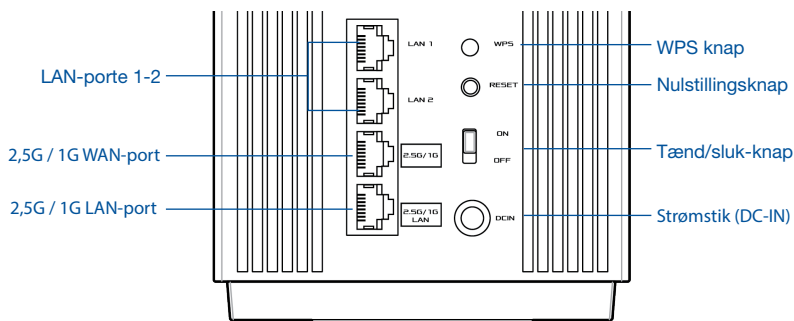 LAN-porte 1-2
2,5G / 1G WAN-port
2,5G / 1G LAN-port
LAN 1
LAN 2
2.5G/1G
2.5G/1G
LAN
WPS
RESET
ON
OFF
DCIN
WPS knap
Nulstillingsknap
Tænd/sluk-knap
Strømstik (DC-IN)